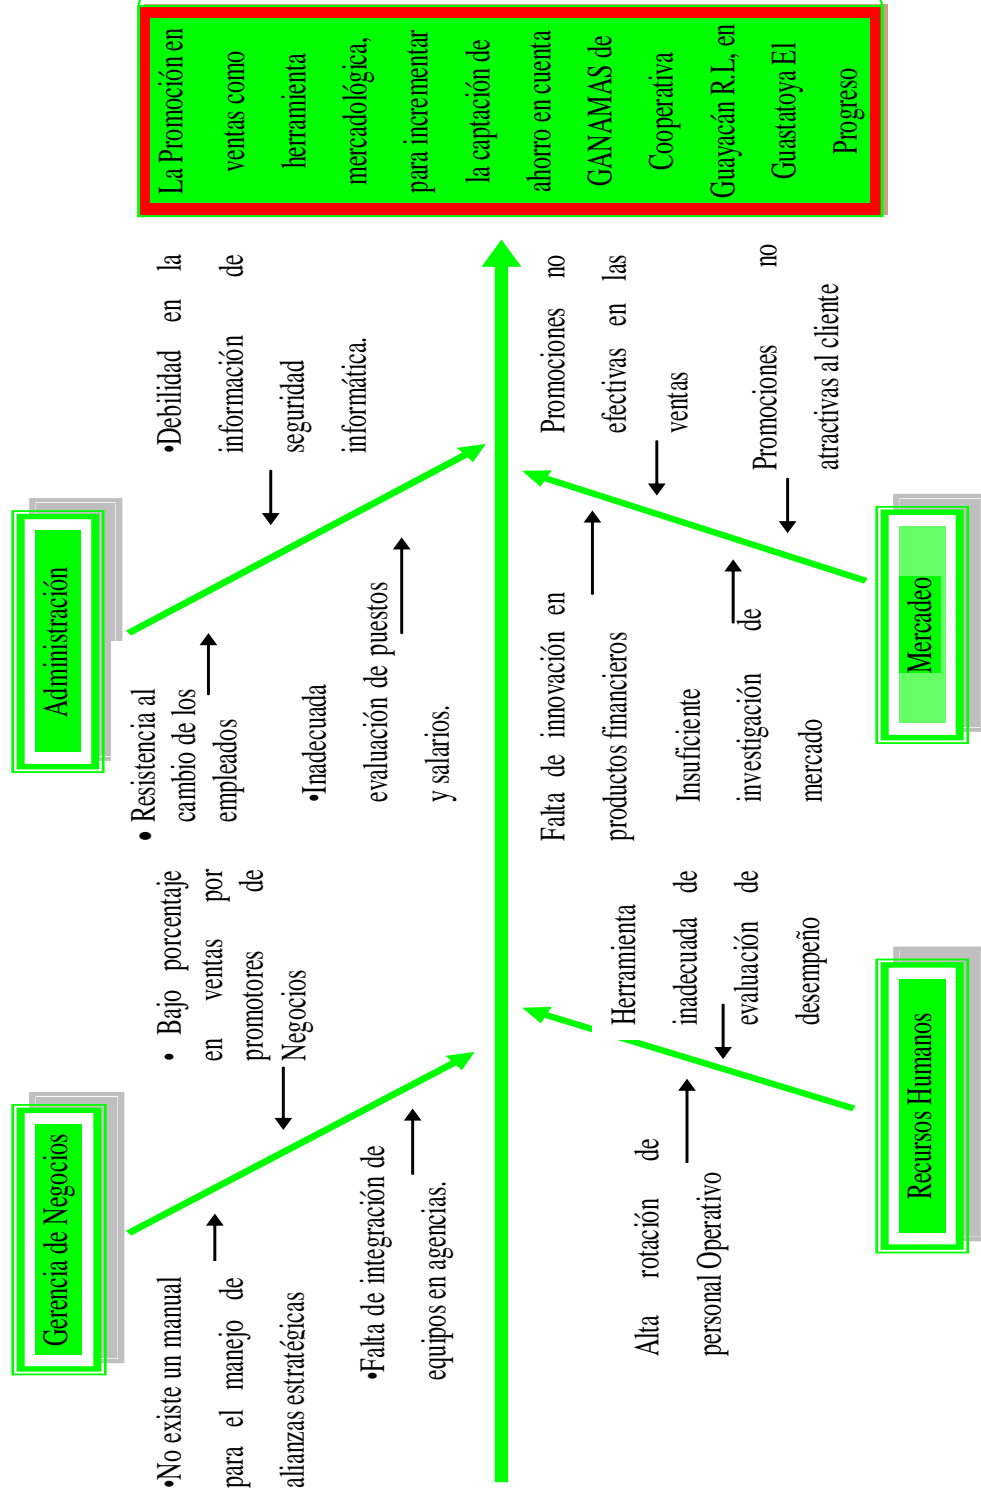 Gerencia de Negocios
Administración
•No existe un manual
para el manejo de
alianzas estratégicas
• Bajo porcentaje
en ventas por
promotores de
Negocios
•Falta de integración de
equipos en agencias.
• Resistencia al
cambio de los
empleados
•Debilidad en la
información de
seguridad
informática.
•Inadecuada
evaluación de puestos
y salarios.
La Promoción en
ventas como
herramienta
mercadológica,
para incrementar
la captación de
ahorro en cuenta
GANAMAS de
Cooperativa
Guayacán R.L, en
Guastatoya El
Progreso
Alta rotación de
personal Operativo
Herramienta
inadecuada de
evaluación de
desempeño
Falta de innovación en
productos financieros
Insuficiente
investigación de
mercado
Promociones no
efectivas en las
ventas
Promociones no
atractivas al cliente
Recursos Humanos
Mercadeo